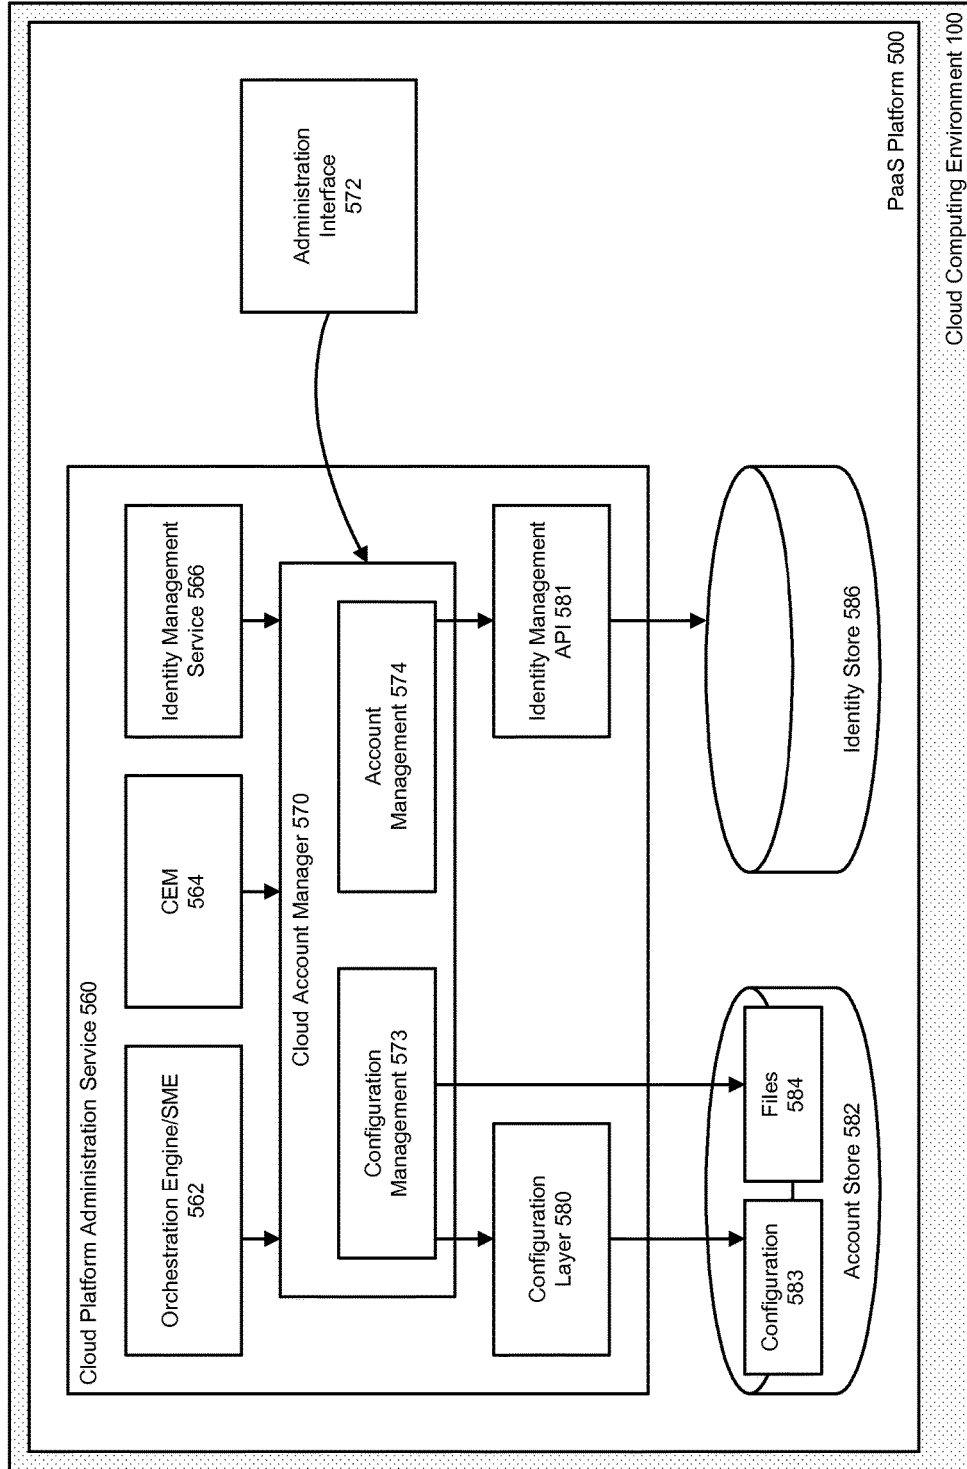 Cloud Platform Administration Service 560
Orchestration Engine/SME
562
CEM
564
Identity Management
Service 566
Cloud Account Manager 570
Configuration
Management 573
Account
Management 574
Administration
Interface
572
Configuration
Layer 580
Identity Management
API 581
Configuration
583
Files
584
Account Store 582
Identity Store 586
PaaS Platform 500
Cloud Computing Environment 100